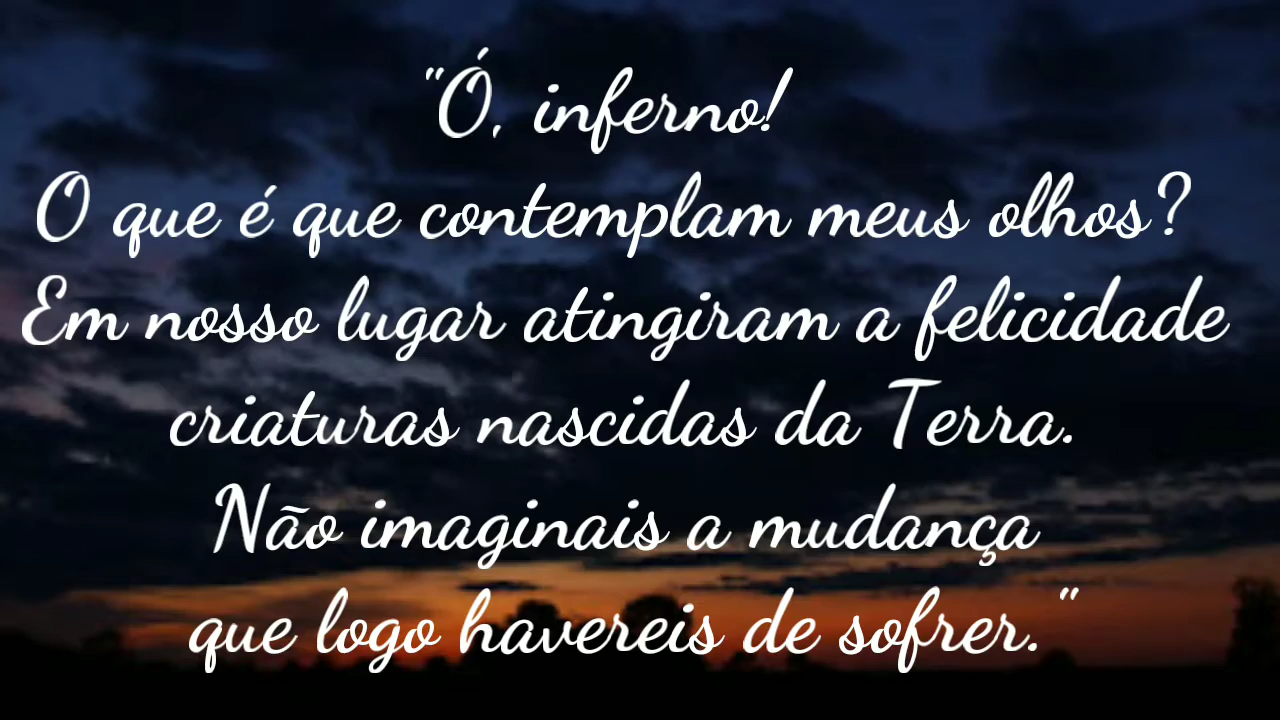 "Ó, inferno!
O que é que contemplam meus olhos?
Em nosso lugar atingiram a felicidade
criaturas nascidas da Terra.
Não imaginais a mudança
que logo havereis de sofrer."